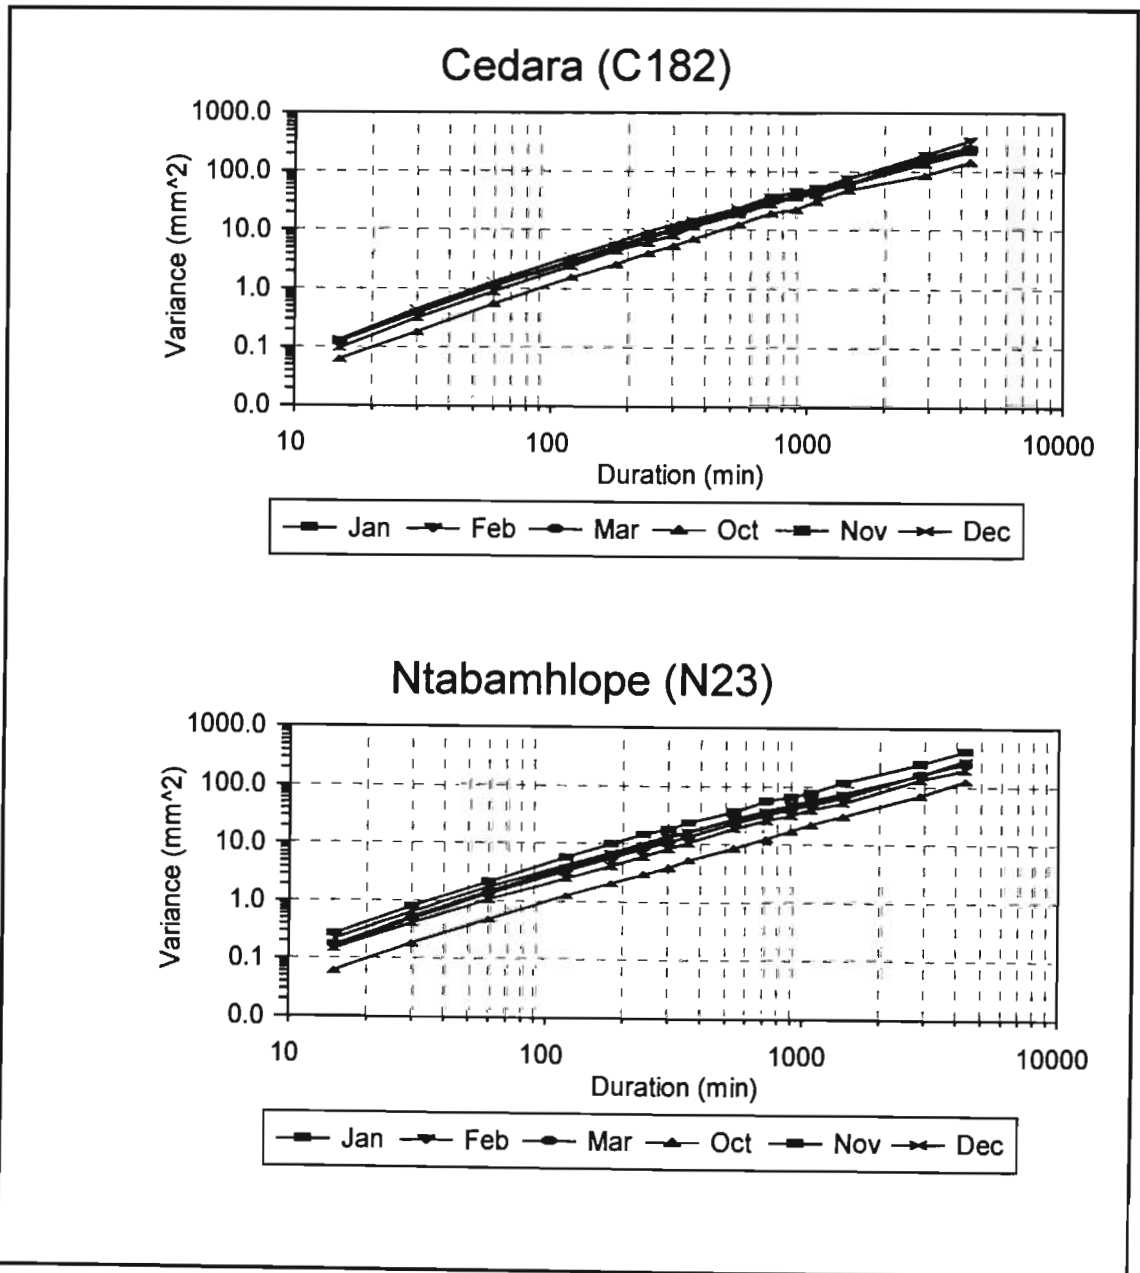 Cedara (C182)
1000.0
100.0
10.0
1.0
0.1
0.0
Variance (mm^2)
10 100 1000 10000
Duration (min)
Jan Feb Mar Oct Nov Dec
Ntabamhlope (N23)
1000.0
100.0
10.0
1.0
0.1
0.0
Variance (mm^2)
10 100 1000 10000
Duration (min)
Jan Feb Mar Oct Nov Dec